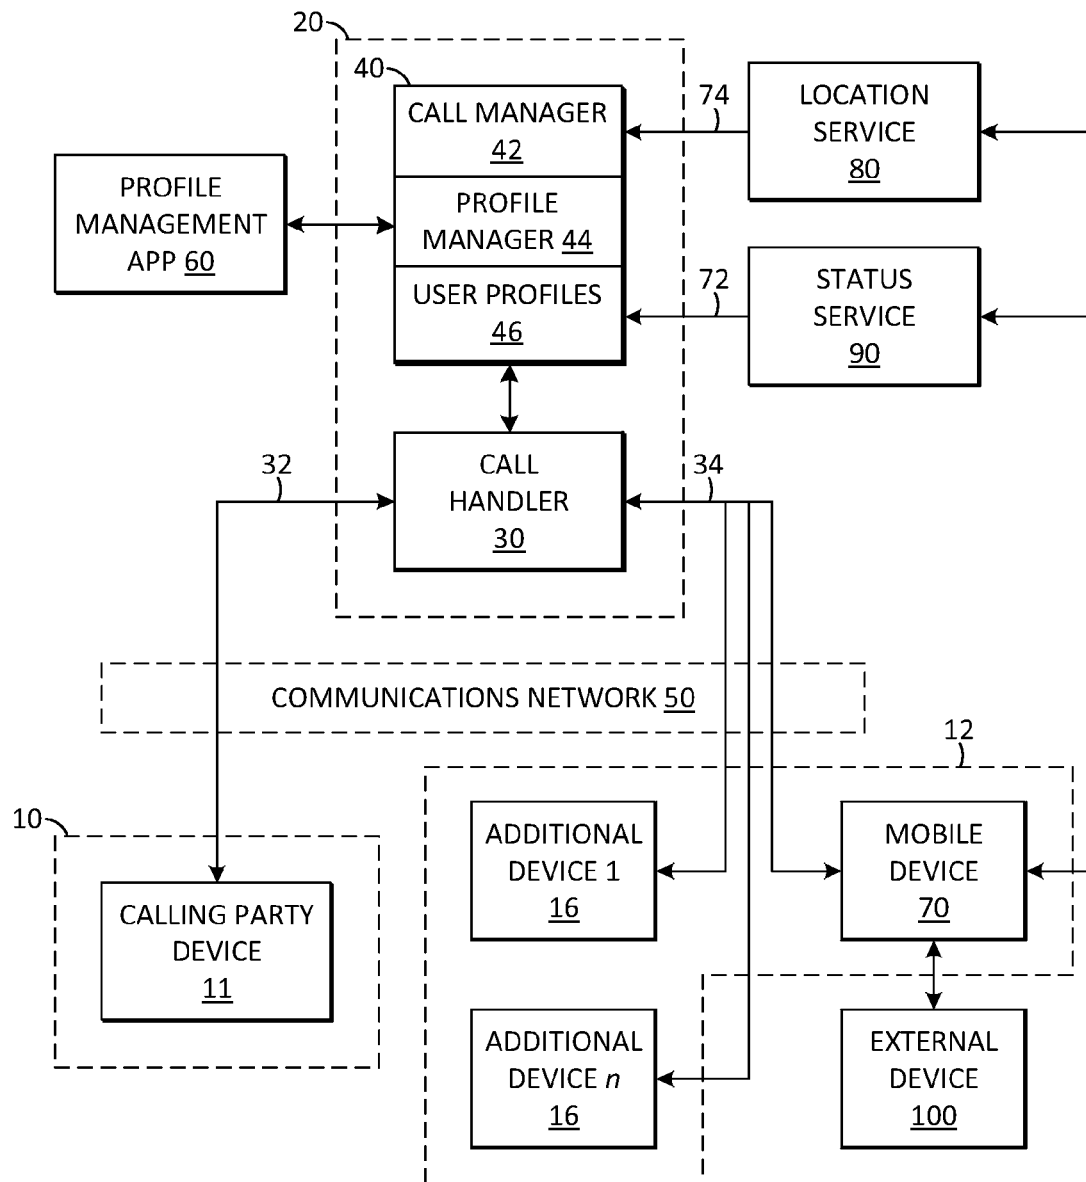 20
40
CALL MANAGER
42
74
LOCATION
SERVICE
80
PROFILE
MANAGEMENT
APP 60
PROFILE
MANAGER 44
USER PROFILES
46
72
STATUS
SERVICE
90
32
CALL
HANDLER
30
34
COMMUNICATIONS NETWORK 50
12
10
CALLING PARTY
DEVICE
11
ADDITIONAL
DEVICE 1
16
MOBILE
DEVICE
70
ADDITIONAL
DEVICE n
16
EXTERNAL
DEVICE
100